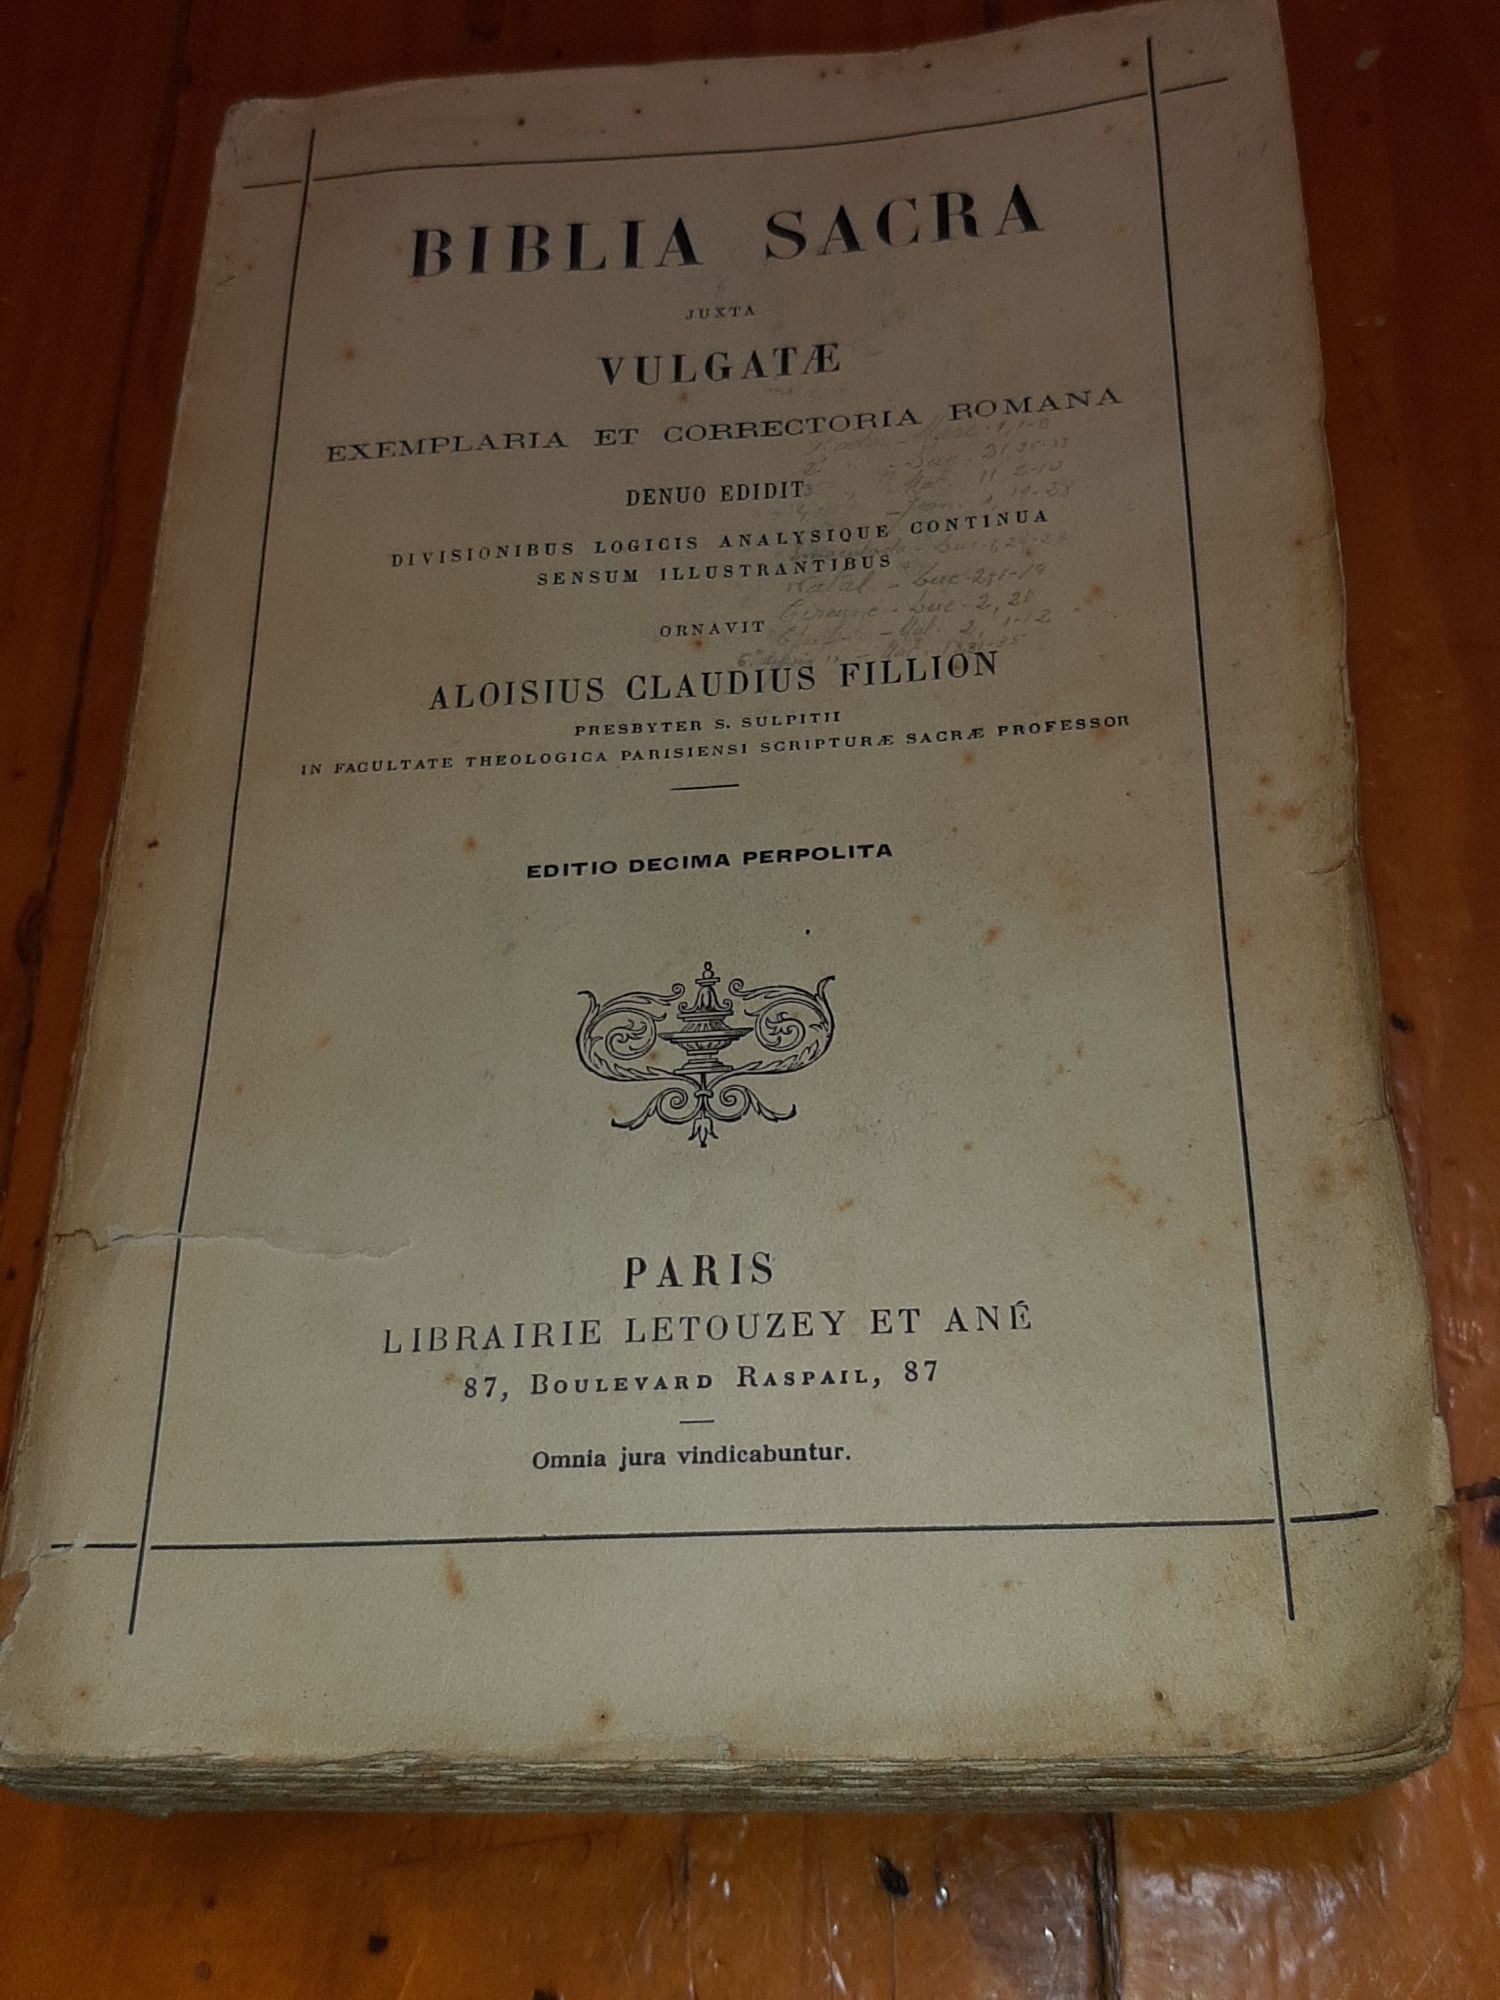 BIBLIA SACRA
JUXTA
VULGATÆ
EXEMPLARIA ET CORRECTORIA ROMANA
DENUO EDIDIT
DIVISIONIBUS LOGICIS ANALYSIQUE CONTINUA
SENSUM ILLUSTRANTIBUS
ORNAVIT
ALOISIUS CLAUDIUS FILLION
PRESBYTER S. SULPITII
IN FACULTATE THEOLOGICA PARISIENSI SCRIPTURÆ SACRÆ PROFESSOR
EDITIO DECIMA PERPOLITA
PARIS
LIBRAIRIE LETOUZEY ET ANÉ
87, BOULEVARD RASPAIL, 87
Omnia jura vindicabuntur.